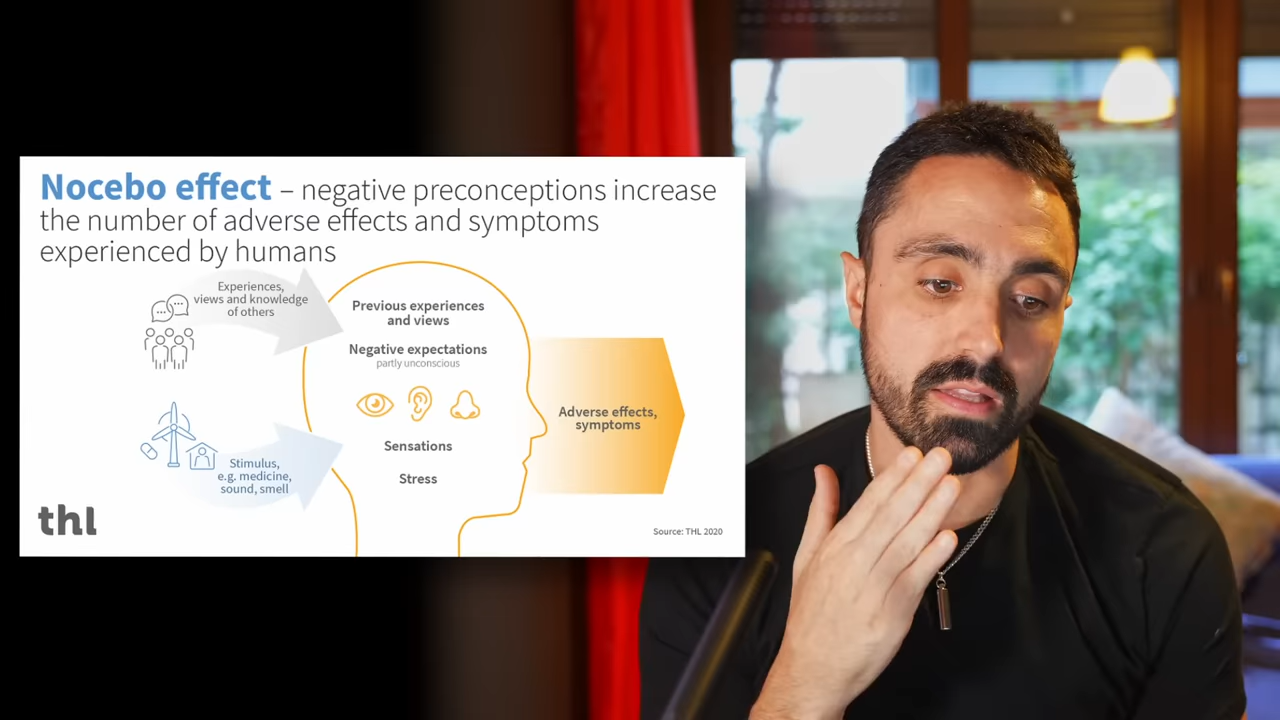 Nocebo effect – negative preconceptions increase
the number of adverse effects and symptoms
experienced by humans
Experiences,
views and knowledge
of others
Previous experiences
and views
Negative expectations
partly unconscious
Adverse effects,
symptoms
Sensations
Stimulus,
e.g. medicine,
sound, smell
Stress
thl
Source: THL 2020